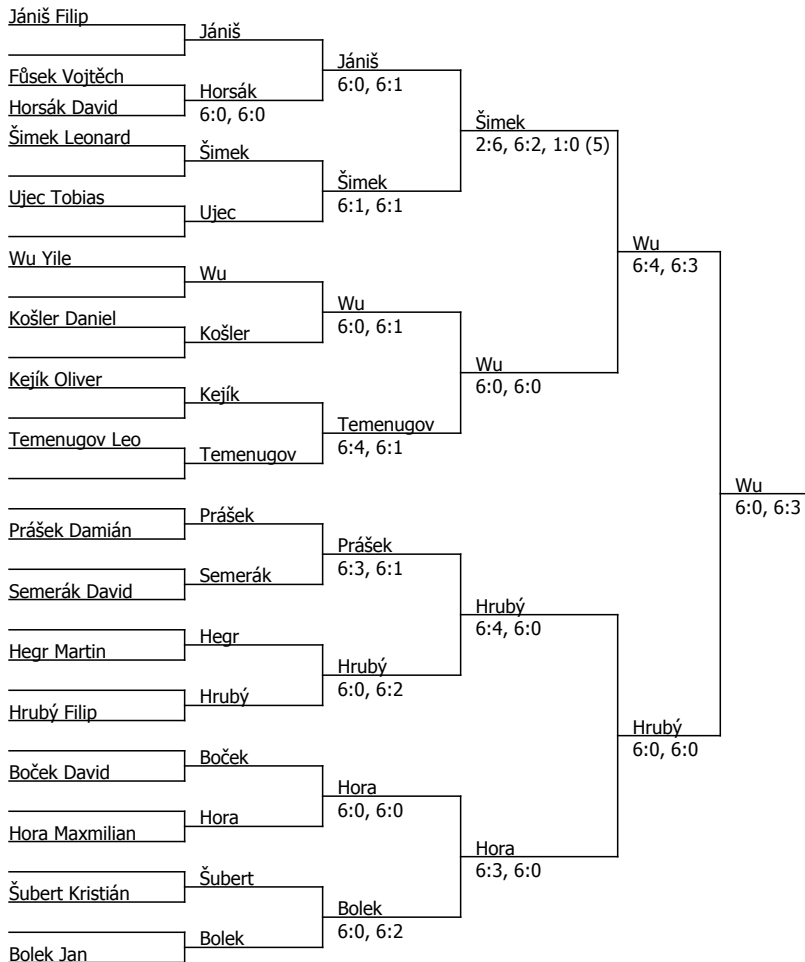 Jániš Filip
Jániš
Jániš
6:0, 6:1
Fůsek Vojtěch
Horsák
6:0, 6:0
Horsák David
Šimek
2:6, 6:2, 1:0 (5)
Šimek Leonard
Šimek
Šimek
6:1, 6:1
Ujec Tobias
Ujec
Wu
6:4, 6:3
Wu Yile
Wu
Wu
6:0, 6:1
Košler Daniel
Košler
Wu
6:0, 6:0
Kejík Oliver
Kejík
Temenugov
6:4, 6:1
Temenugov Leo
Temenugov
Wu
6:0, 6:3
Prášek
Prášek Damián
Prášek
6:3, 6:1
Semerák
Semerák David
Hrubý
6:4, 6:0
Hegr
Hegr Martin
Hrubý
6:0, 6:2
Hrubý
Hrubý Filip
Hrubý
6:0, 6:0
Boček
Boček David
Hora
6:0, 6:0
Hora
Hora Maxmilian
Hora
6:3, 6:0
Šubert
Šubert Kristián
Bolek
6:0, 6:2
Bolek
Bolek Jan